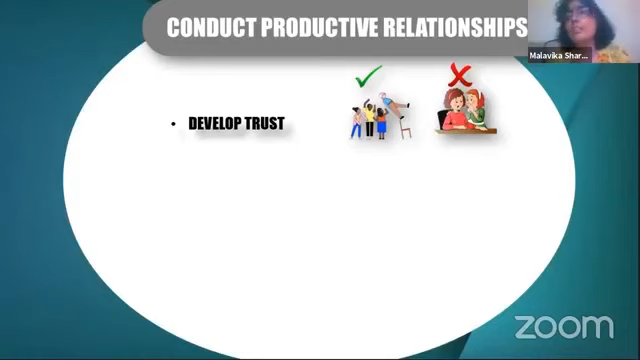 CONDUCT PRODUCTIVE RELATIONSHIPS
Malavika Shar...
• DEVELOP TRUST
zoom